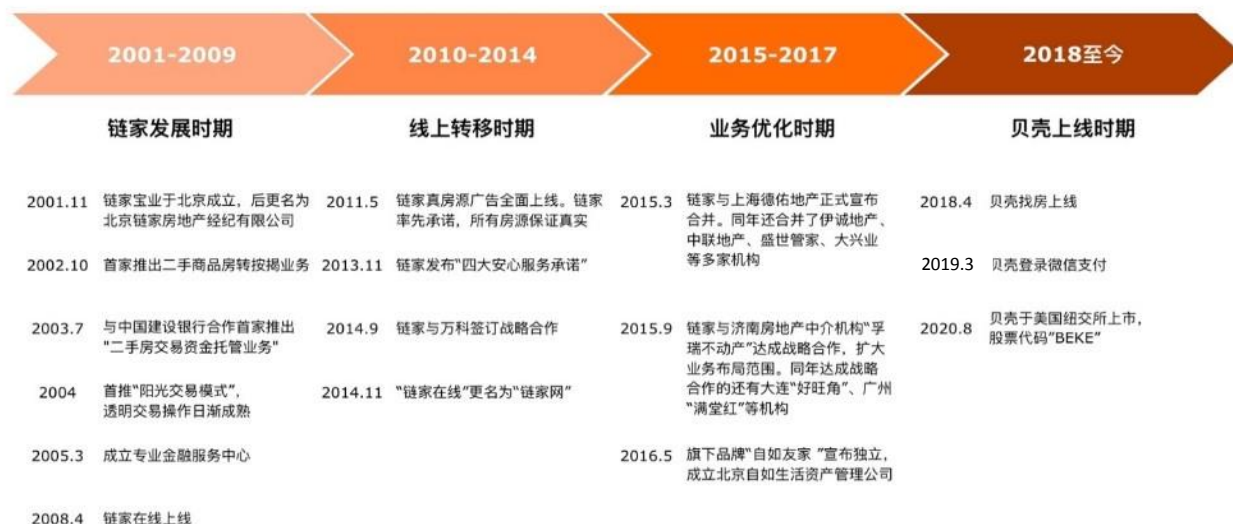 2001-2009
2010-2014
2015-2017
2018至今
链家发展时期
线上转移时期
业务优化时期
贝壳上线时期
2001.11
链家宝业于北京成立，后更名为
北京链家房地产经纪有限公司
2002.10
首家推出二手商品房转按揭业务
2003.7
与中国建设银行合作首家推出
"二手房交易资金托管业务"
2004
首推“阳光交易模式”，
透明交易操作日渐成熟
2005.3
成立专业金融服务中心
2008.4
链家在线上线
2011.5
链家真房源广告全面上线。链家
率先承诺，所有房源保证真实
2013.11
链家发布“四大安心服务承诺”
2014.9
链家与万科签订战略合作
2014.11
“链家在线”更名为“链家网”
2015.3
链家与上海德佑地产正式宣布
合并。同年还合并了伊诚地产、
中联地产、盛世管家、大兴业
等多家机构
2015.9
链家与济南房地产中介机构“孚
瑞不动产”达成战略合作，扩大
业务布局范围。同年达成战略
合作的还有大连“好旺角”、广州
“满堂红”等机构
2016.5
旗下品牌“自如友家 ”宣布独立，
成立北京自如生活资产管理公司
2018.4
贝壳找房上线
2019.3
贝壳登录微信支付
2020.8
贝壳于美国纽交所上市，
股票代码“BEKE”